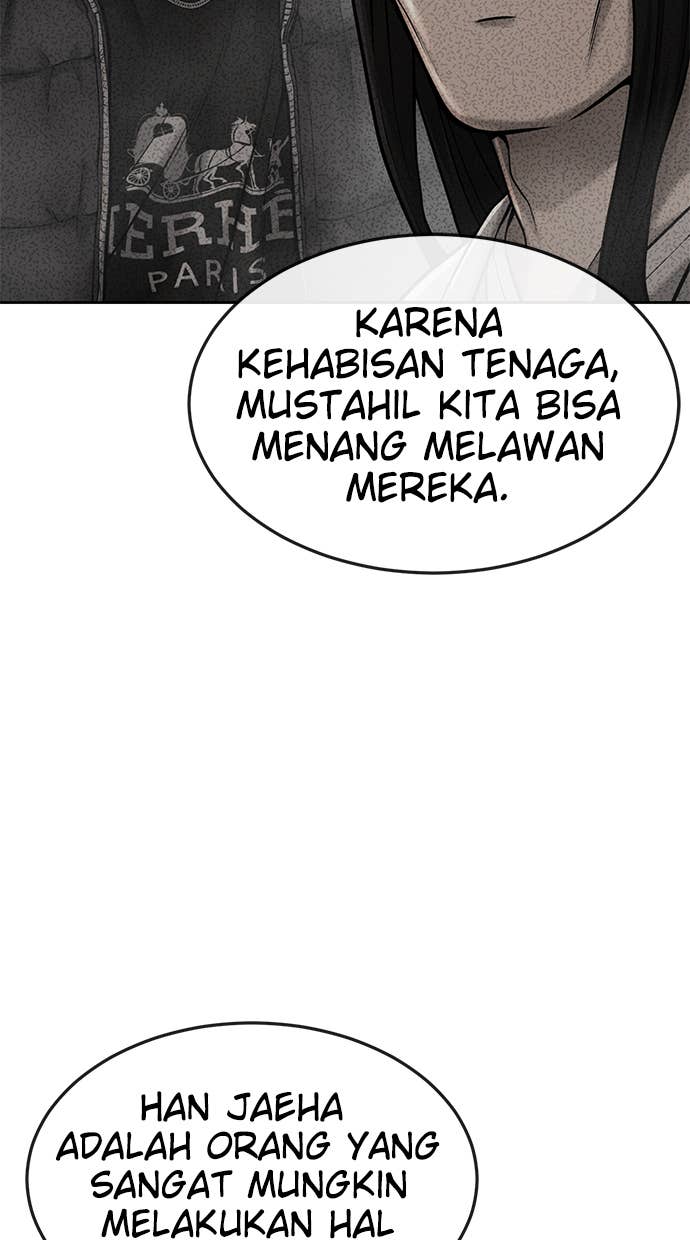 HERME
PARIS
KARENA
KEHABISAN TENAGA,
MUSTAHIL KITA BISA
MENANG MELAWAN
MEREKA.
HAN JAEHA
ADALAH ORANG YANG
SANGAT MUNGKIN
MELAKUKAN HAL